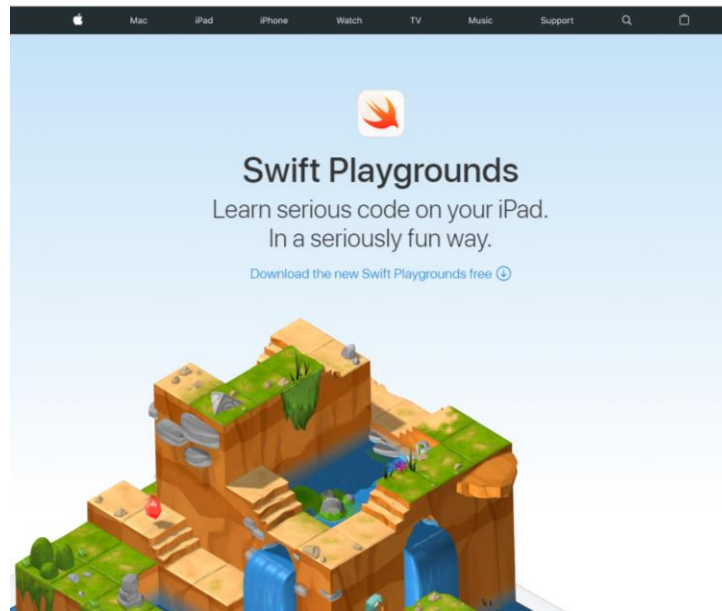 Mac iPad iPhone Watch TV Music Support
Swift Playgrounds
Learn serious code on your iPad.
In a seriously fun way.
Download the new Swift Playgrounds free